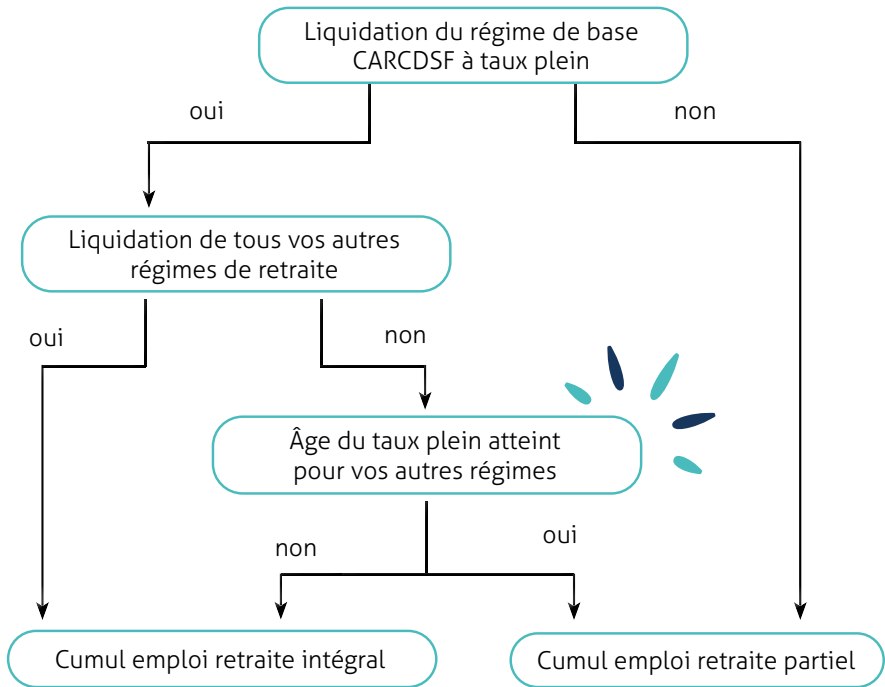 Liquidation du régime de base
CARCDSF à taux plein
oui
non
Liquidation de tous vos autres
régimes de retraite
oui
non
Âge du taux plein atteint
pour vos autres régimes
non
oui
Cumul emploi retraite intégral
Cumul emploi retraite partiel